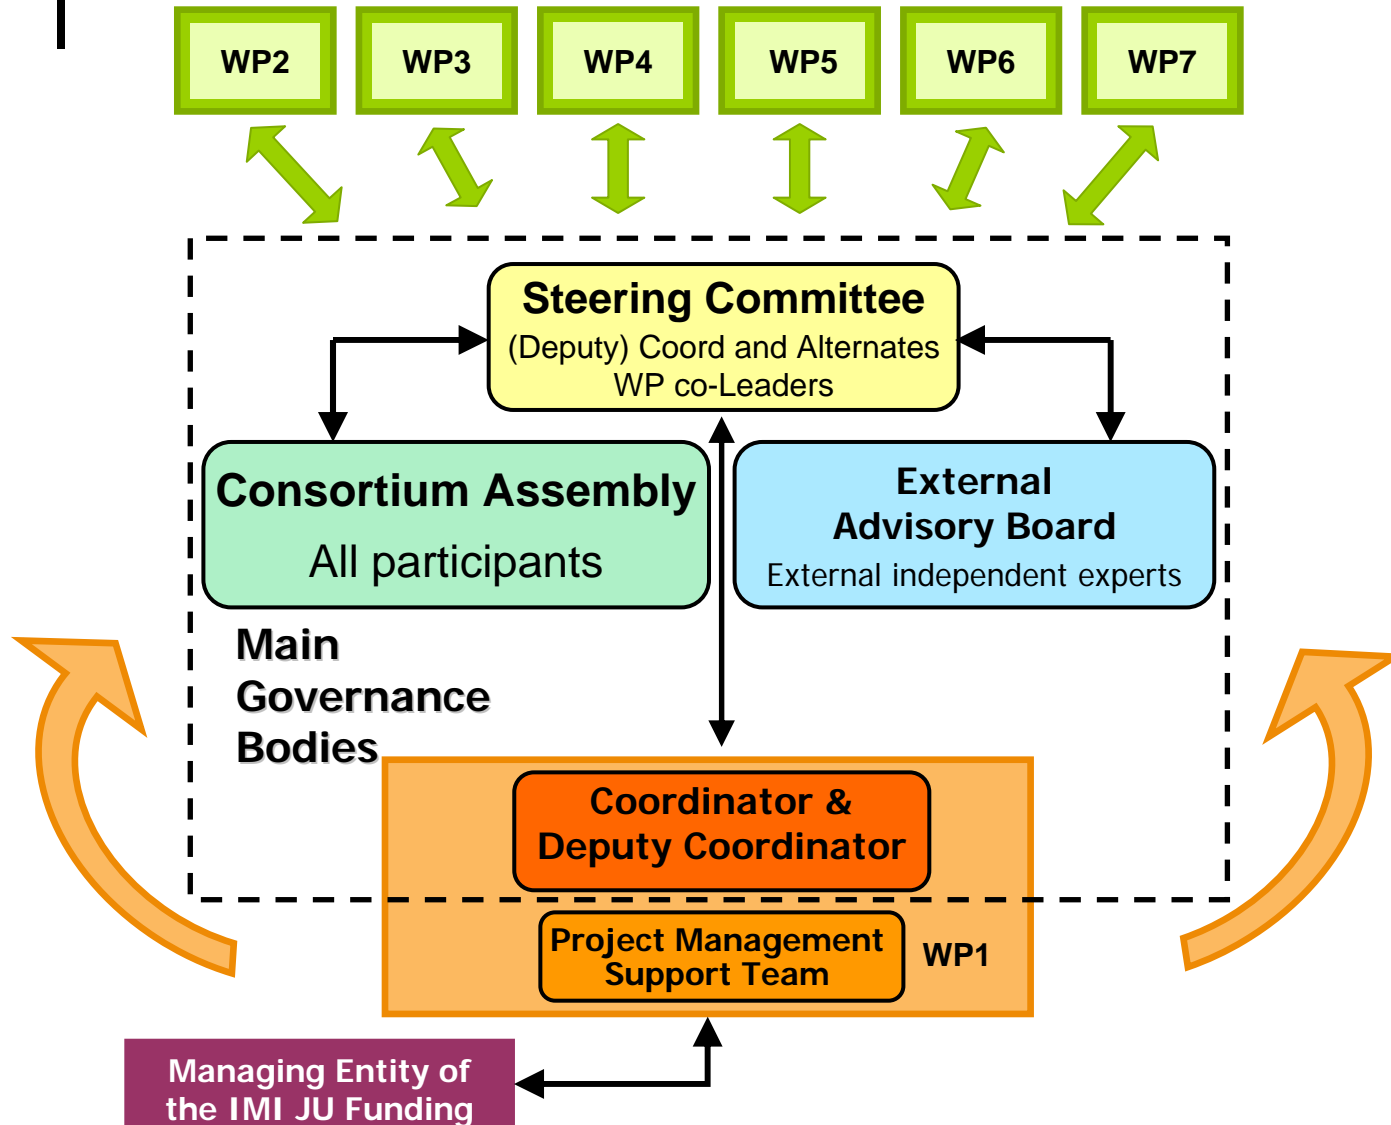 WP2
WP3
WP4
WP5
WP6
WP7
Steering Committee
(Deputy) Coord and Alternates
WP co-Leaders
Consortium Assembly
All participants
External
Advisory Board
External independent experts
Main
Governance
Bodies
Coordinator &
Deputy Coordinator
Project Management
Support Team
WP1
Managing Entity of
the IMI JU Funding